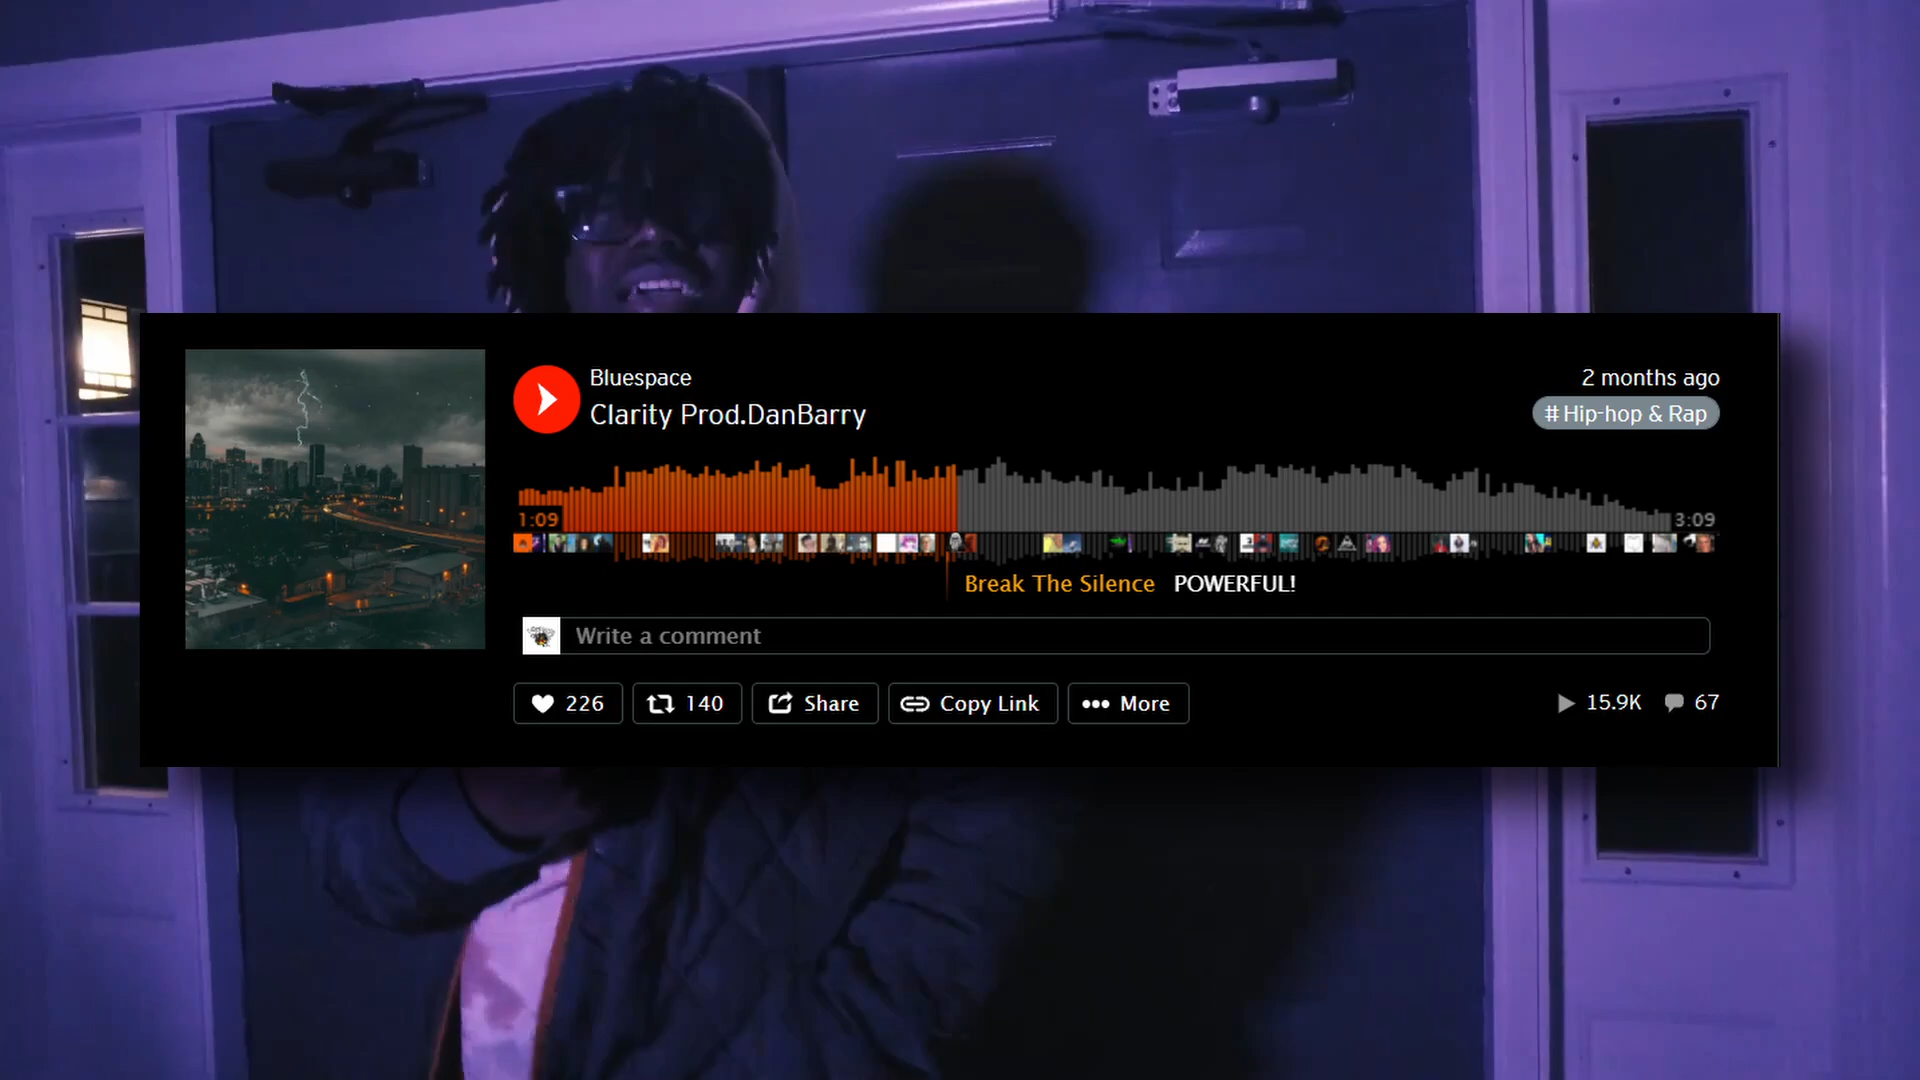 Bluespace
2 months ago
Clarity Prod.DanBarry
#Hip-hop & Rap
1:09
3:09
Break The Silence POWERFUL!
Write a comment
226
140
Share
Copy Link
More
15.9K
67